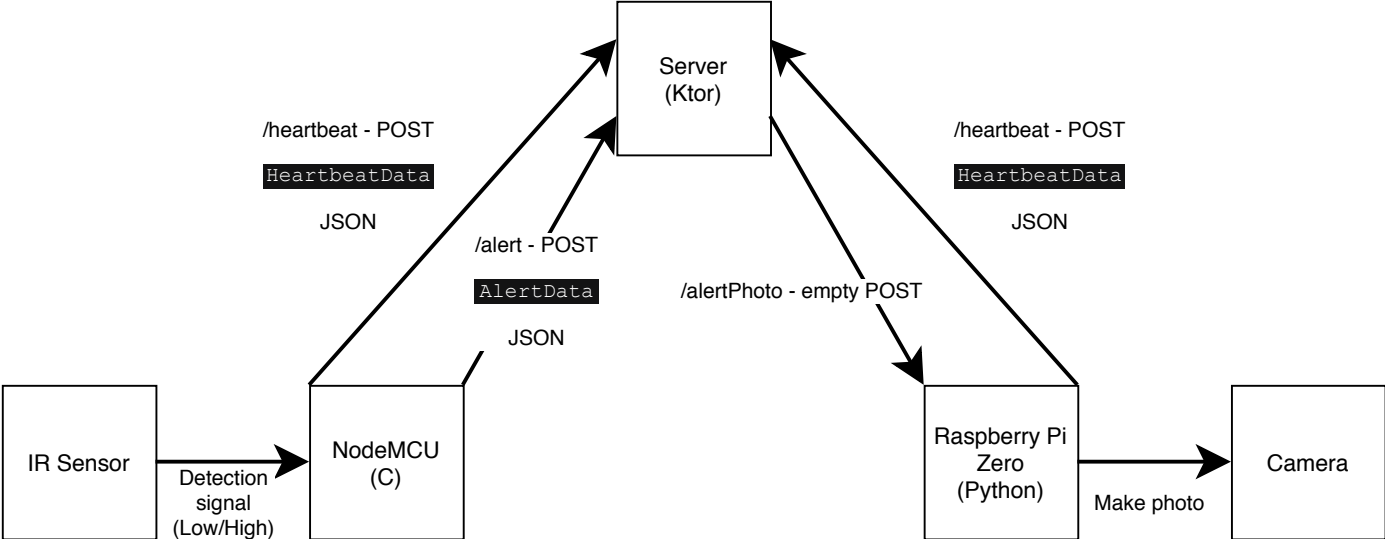 Server
(Ktor)
/heartbeat - POST
HeartbeatData
JSON
/heartbeat - POST
HeartbeatData
JSON
/alert - POST
AlertData
JSON
/alertPhoto - empty POST
IR Sensor
Detection
signal
(Low/High)
NodeMCU
(C)
Raspberry Pi
Zero
(Python)
Make photo
Camera